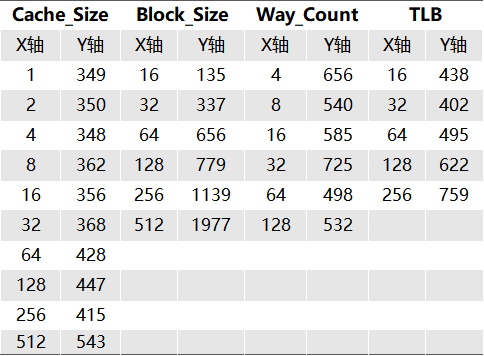 Cache_Size Block_Size Way_Count TLB
X轴 Y轴 X轴 Y轴 X轴 Y轴 X轴 Y轴
1 349 16 135 4 656 16 438
2 350 32 337 8 540 32 402
4 348 64 656 16 585 64 495
8 362 128 779 32 725 128 622
16 356 256 1139 64 498 256 759
32 368 512 1977 128 532
64 428
128 447
256 415
512 543